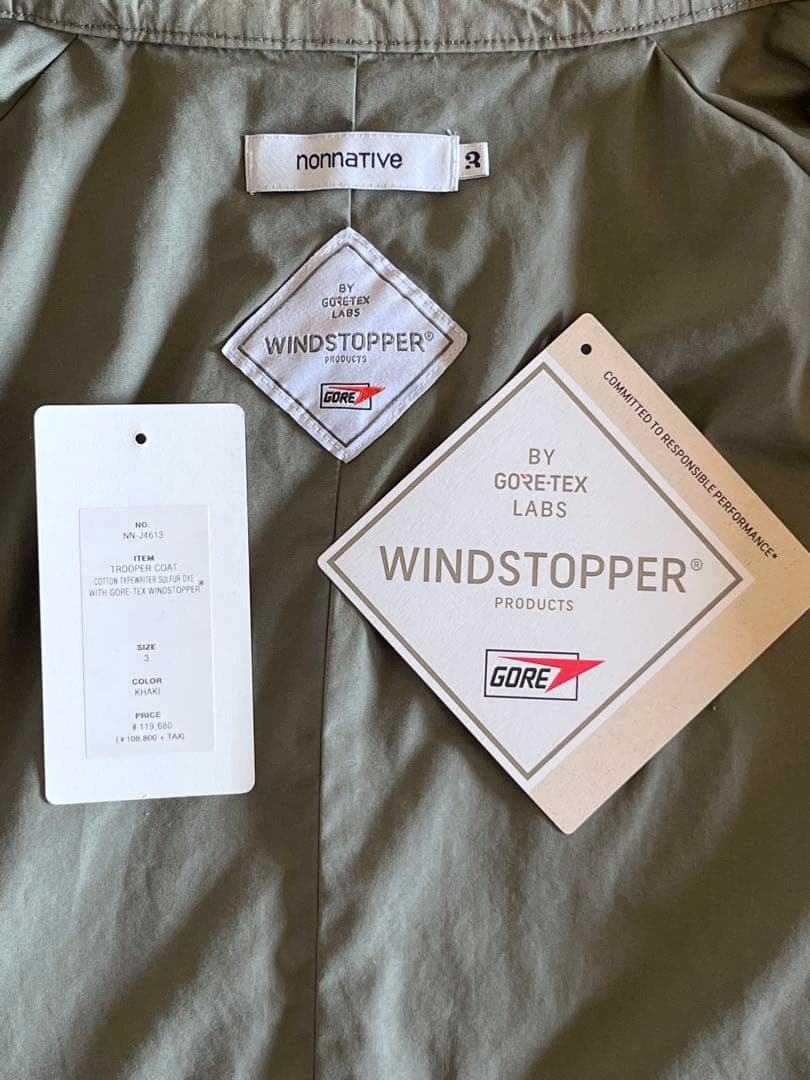 nonnative
3
BY
GORE-TEX
LABS
WINDSTOPPER®
PRODUCTS
GORE
COMMITTED TO RESPONSIBLE PERFORMANCE*
BY
GORE-TEX
LABS
WINDSTOPPER®
PRODUCTS
GORE
NO.
NN-J4613
ITEM
TROOPER COAT
COTTON TYPEWRITER SULFUR DYE
WITH GORE-TEX WINDSTOPPER®
SIZE
3
COLOR
KHAKI
PRICE
¥ 119,680
(¥108,800 + TAX)